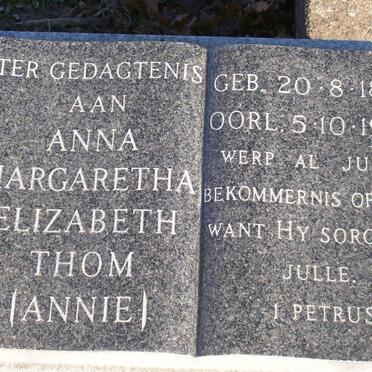 TER GEDAGTENIS
AAN
ANNA
MARGARETHA
ELIZABETH
THOM
(ANNIE)
GEB. 20·8·18
OORL. 5·10·19
WERP AL JU
BEKOMMERNIS OP
WANT HY SORG
JULLE.
I PETRUS